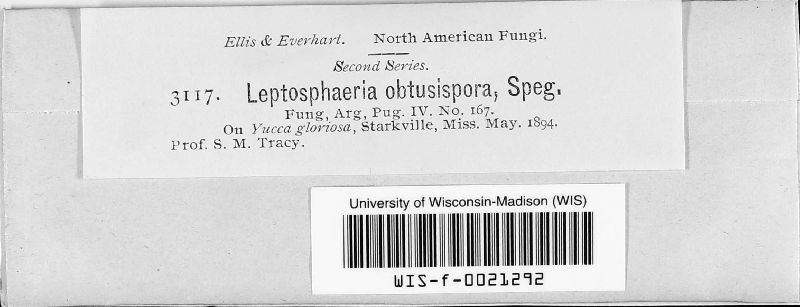 Ellis & Everhart. North American Fungi.
Second Series.
3117. Leptosphaeria obtusispora, Speg.
Fung, Arg, Pug. IV. No. 167.
On Yucca gloriosa, Starkville, Miss. May. 1894.
Prof. S. M. Tracy.
University of Wisconsin-Madison (WIS)
WIS-f-0021292